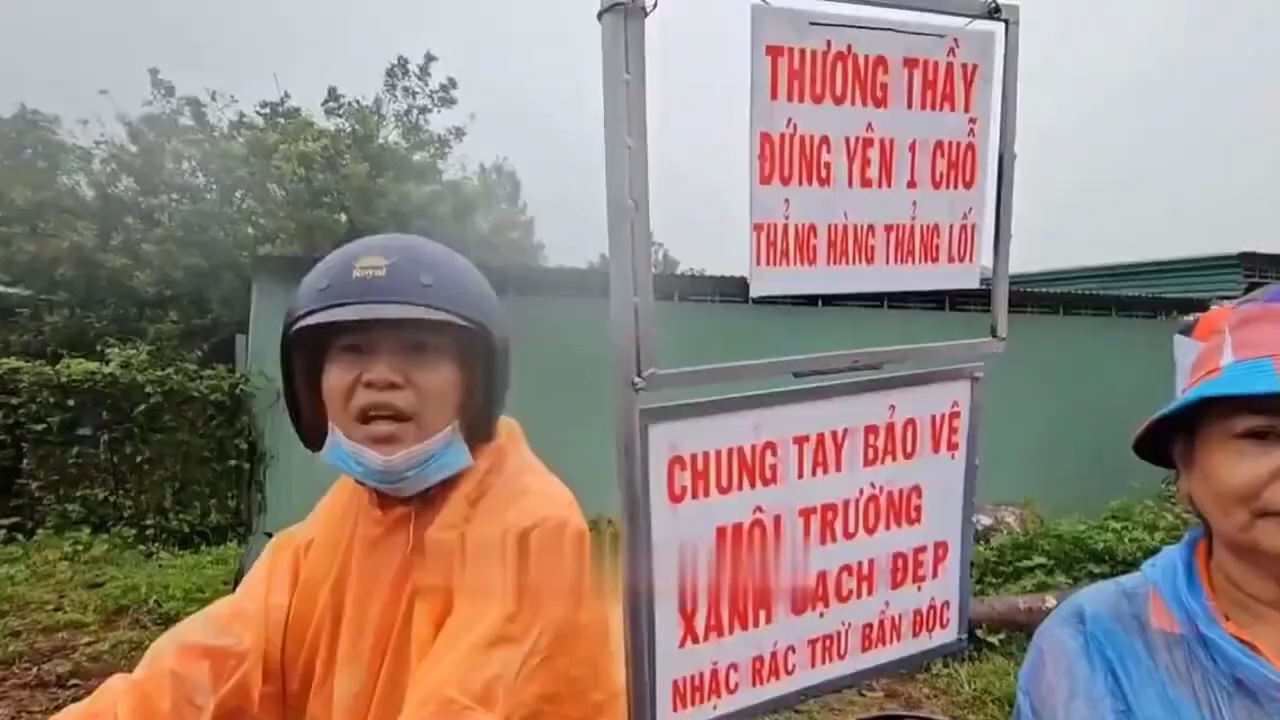 Royal
THƯƠNG THẦY
ĐỨNG YÊN 1 CHỖ
THẲNG HÀNG THẲNG LỐI
CHUNG TAY BẢO VỆ
MÔI TRƯỜNG
XANH SẠCH ĐẸP
NHẶC RÁC TRỪ BẨN ĐỘC